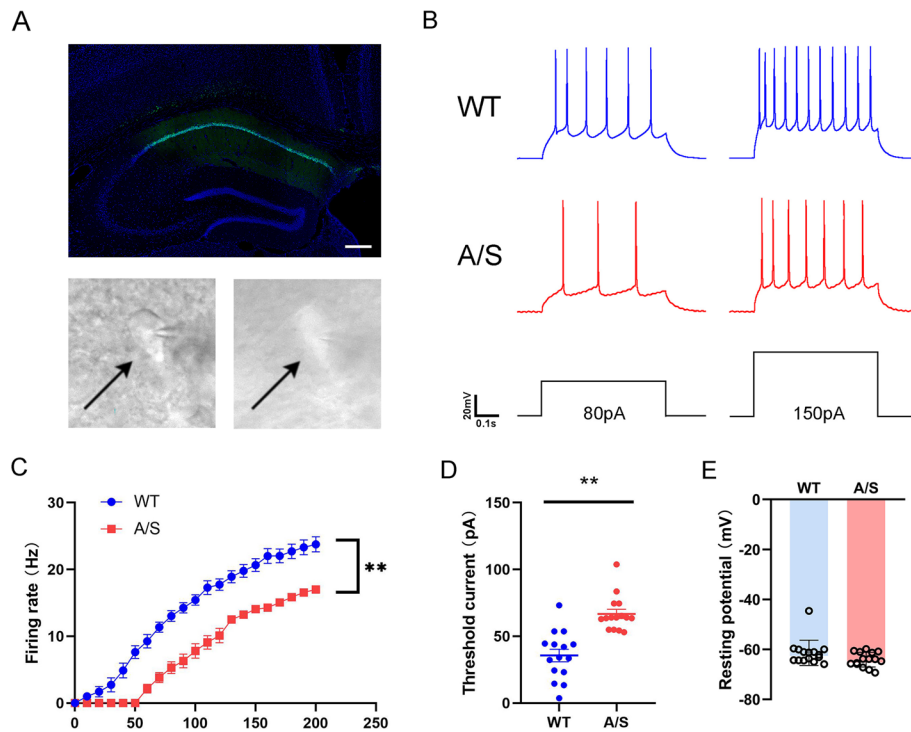 A
B
WT
A/S
20mV
0.1s
80pA
150pA
C
WT
A/S
Firing rate（Hz）
30
20
10
0
**
0 50 100 150 200 250
D
**
Threshold current（pA）
150
100
50
0
WT A/S
E
WT A/S
Resting potential（mV）
0
-20
-40
-60
-80